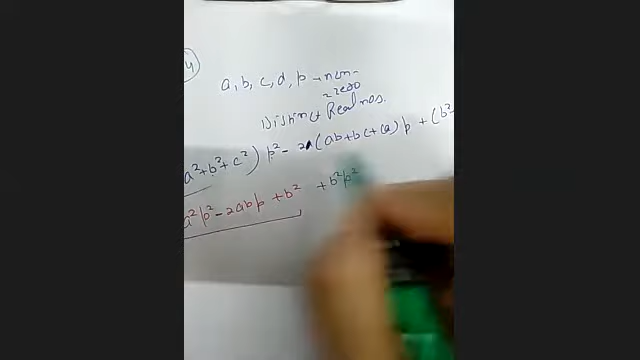 4
a, b, c, d, p → non-
zero
Distinct Real nos.
a² + b² + c²) p² - 2(ab + bc + ca) p + (b²
a²p² - 2abp + b² + b²p²